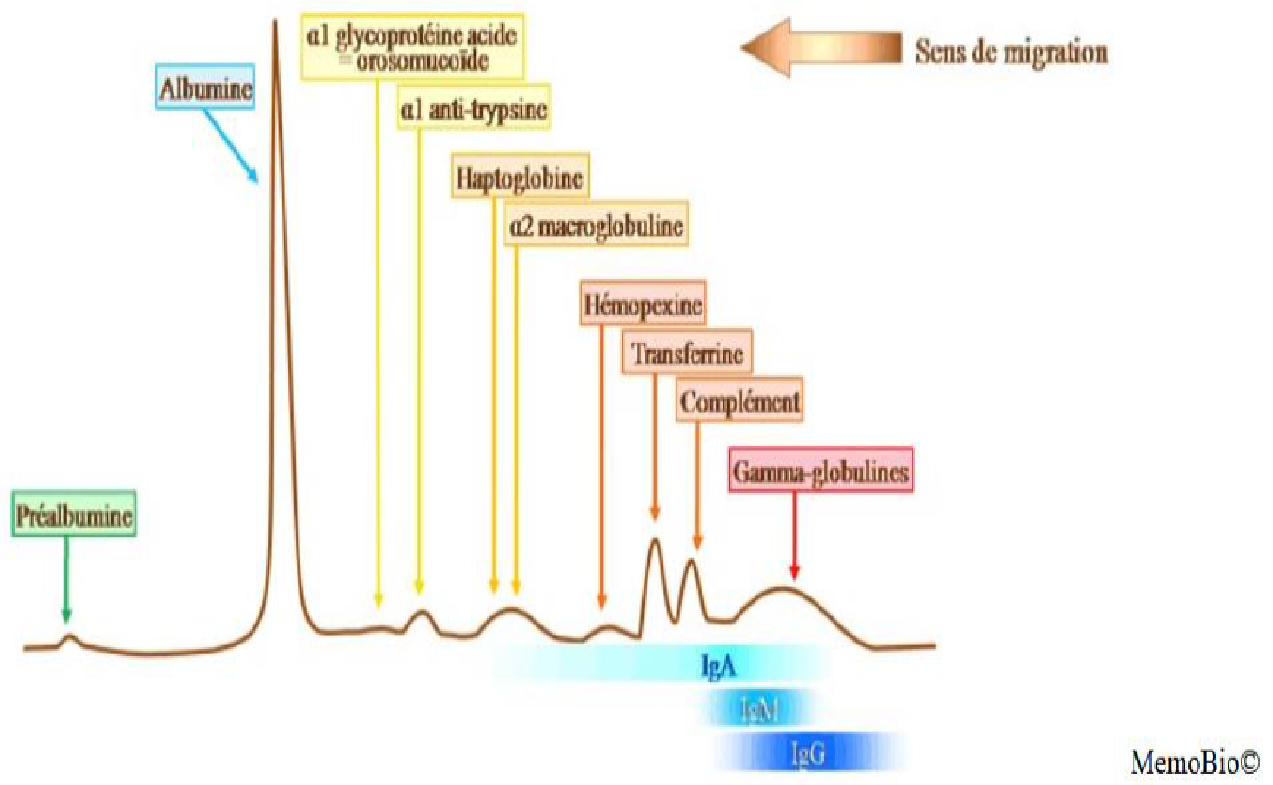 α1 glycoprotéine acide
= orosomucoïde
Sens de migration
Albumine
α1 anti-trypsine
Haptoglobine
α2 macroglobuline
Hémopexine
Transferrine
Complément
Gamma-globulines
Préalbumine
IgA
IgM
IgG
MemoBio©